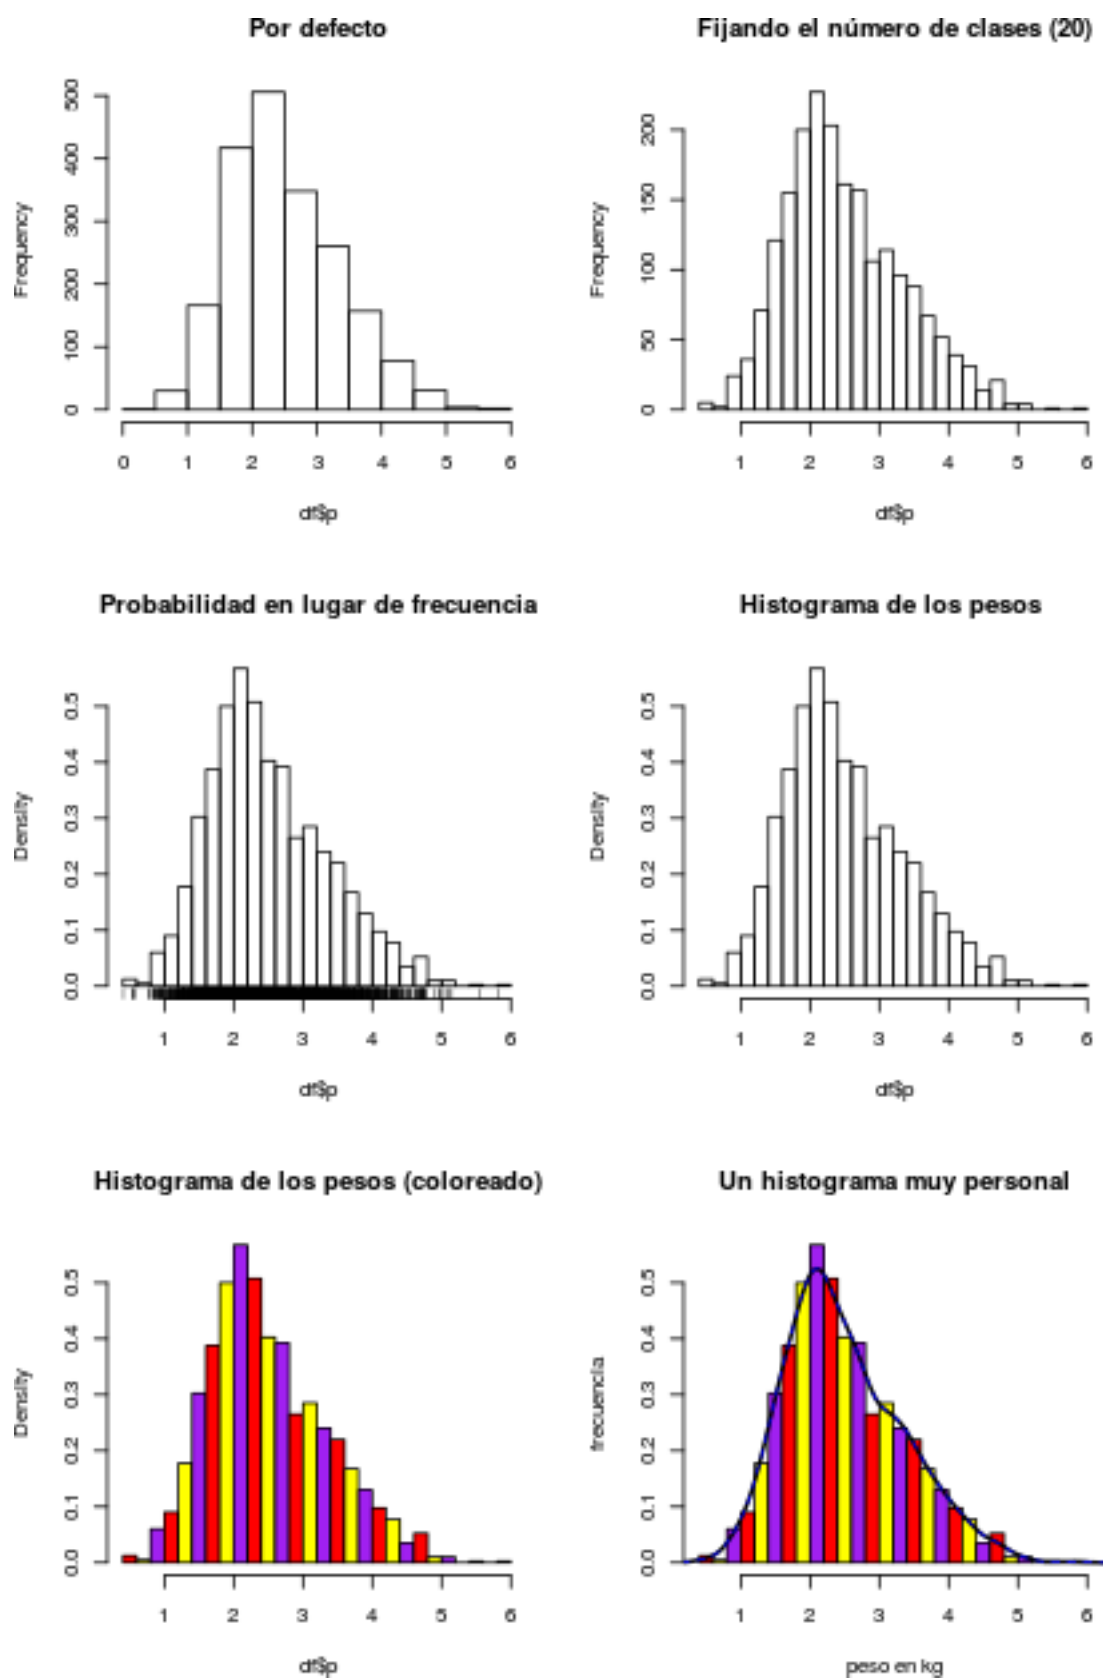 Por defecto
Frequency
0 100 200 300 400 500
0 1 2 3 4 5 6
df$p
Fijando el número de clases (20)
Frequency
0 50 100 150 200
1 2 3 4 5 6
df$p
Probabilidad en lugar de frecuencia
Density
0.0 0.1 0.2 0.3 0.4 0.5
1 2 3 4 5 6
df$p
Histograma de los pesos
Density
0.0 0.1 0.2 0.3 0.4 0.5
1 2 3 4 5 6
df$p
Histograma de los pesos (coloreado)
Density
0.0 0.1 0.2 0.3 0.4 0.5
1 2 3 4 5 6
df$p
Un histograma muy personal
frecuencia
0.0 0.1 0.2 0.3 0.4 0.5
1 2 3 4 5 6
peso en kg